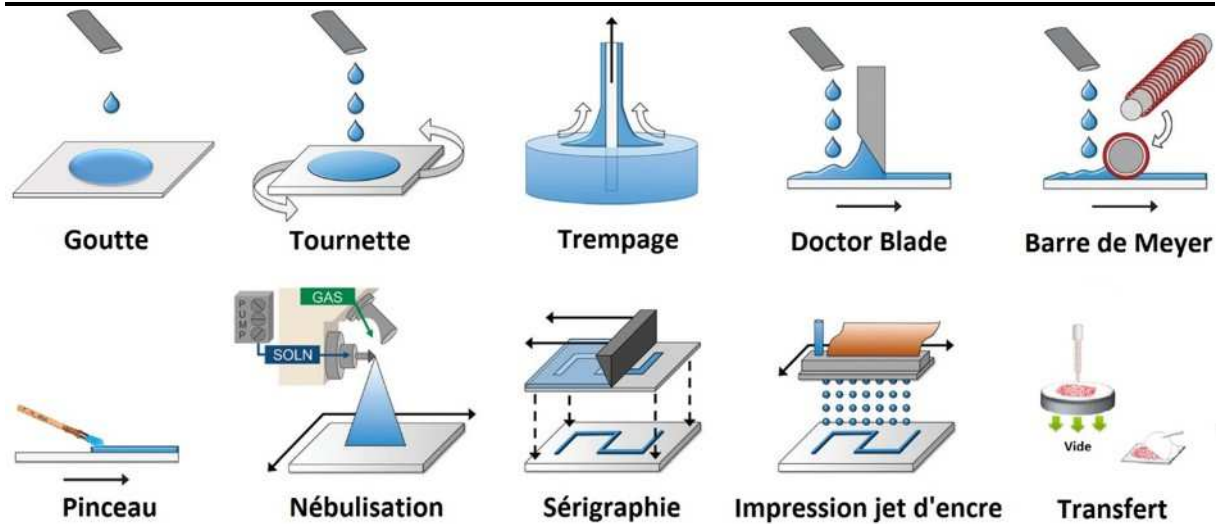 Goutte
Tournette
Trempage
Doctor Blade
Barre de Meyer
PUMP
GAS
SOLN
Vide
Pinceau
Nébulisation
Sérigraphie
Impression jet d'encre
Transfert